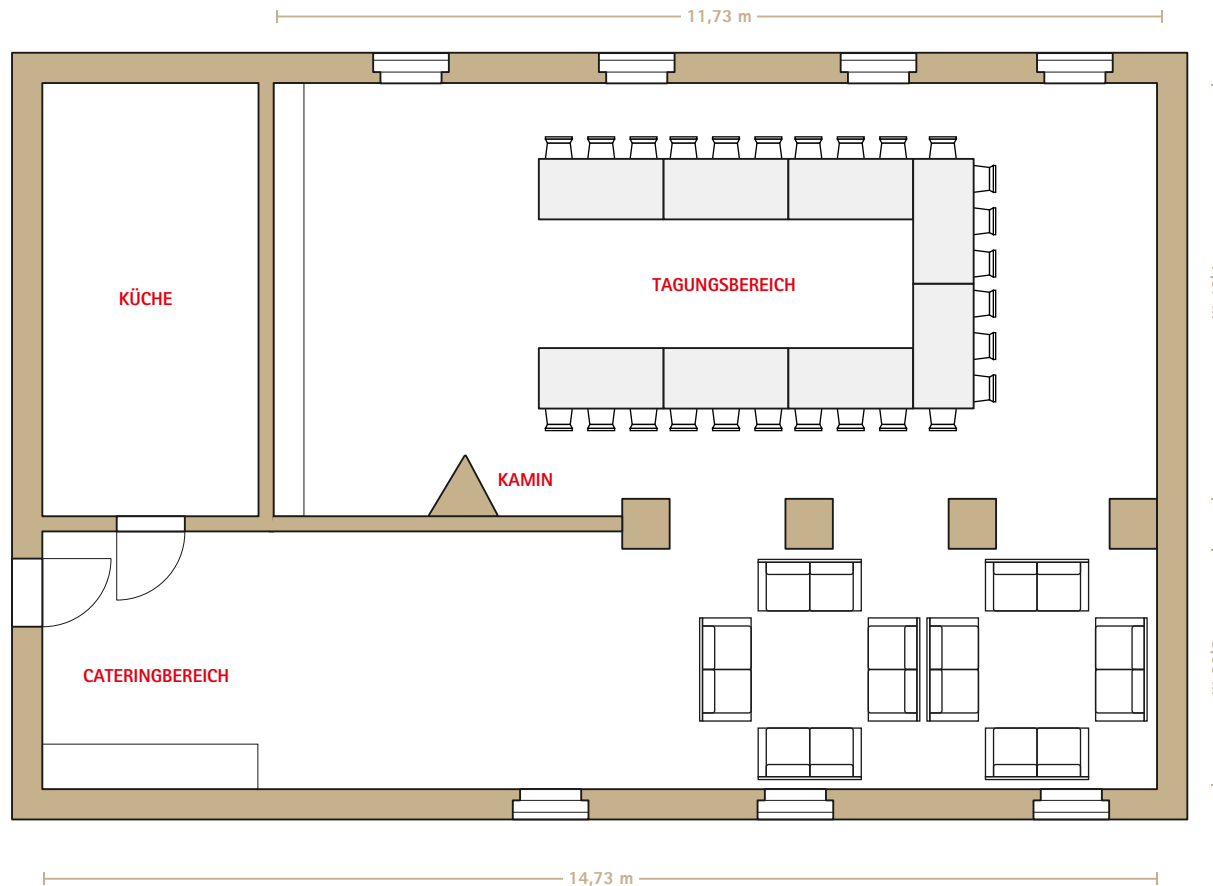 11,73 m
KÜCHE
TAGUNGSBEREICH
KAMIN
CATERINGBEREICH
14,73 m